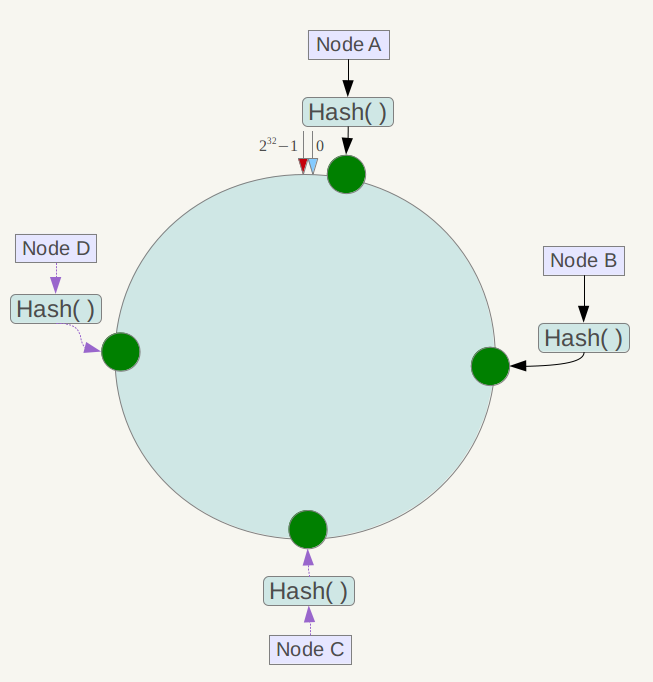 Node A
Hash( )
2³²−1 0
Node D
Node B
Hash( )
Hash( )
Hash( )
Node C